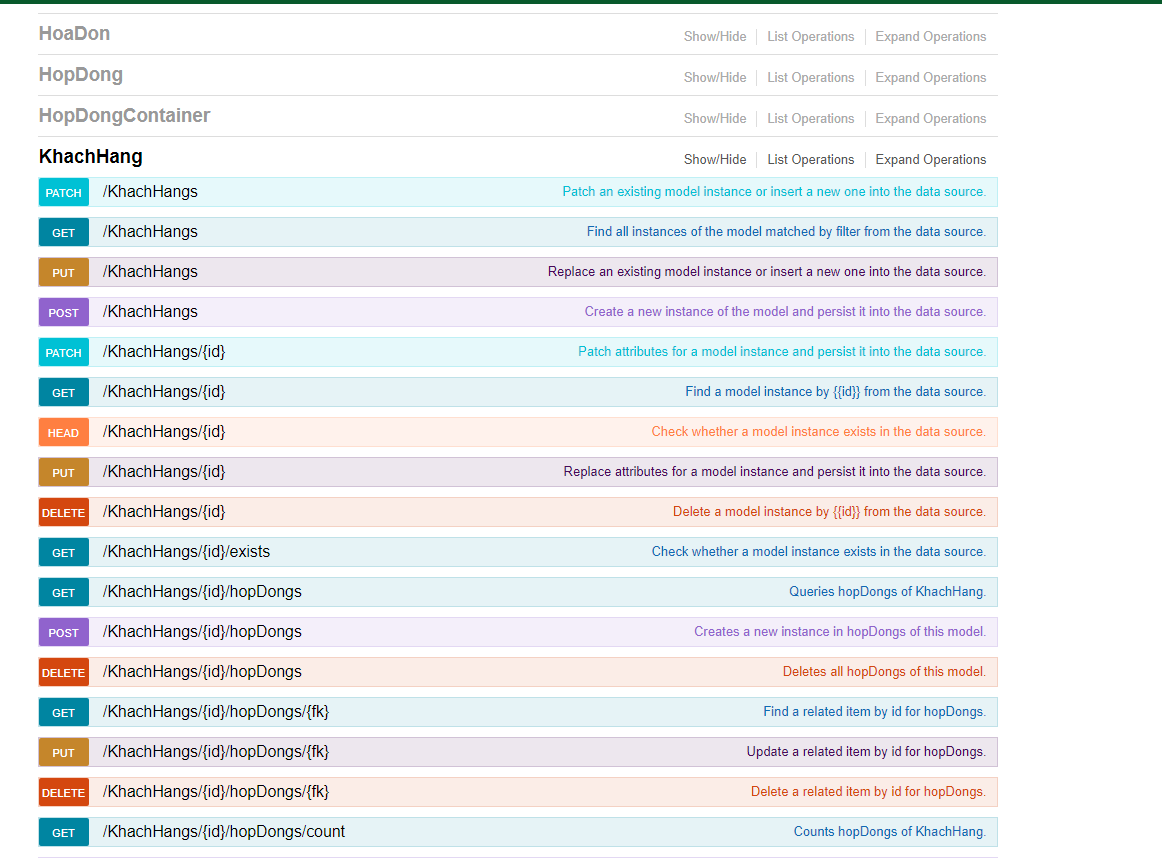 HoaDon Show/Hide List Operations Expand Operations
HopDong Show/Hide List Operations Expand Operations
HopDongContainer Show/Hide List Operations Expand Operations
KhachHang Show/Hide List Operations Expand Operations
PATCH /KhachHangs Patch an existing model instance or insert a new one into the data source.
GET /KhachHangs Find all instances of the model matched by filter from the data source.
PUT /KhachHangs Replace an existing model instance or insert a new one into the data source.
POST /KhachHangs Create a new instance of the model and persist it into the data source.
PATCH /KhachHangs/{id} Patch attributes for a model instance and persist it into the data source.
GET /KhachHangs/{id} Find a model instance by {{id}} from the data source.
HEAD /KhachHangs/{id} Check whether a model instance exists in the data source.
PUT /KhachHangs/{id} Replace attributes for a model instance and persist it into the data source.
DELETE /KhachHangs/{id} Delete a model instance by {{id}} from the data source.
GET /KhachHangs/{id}/exists Check whether a model instance exists in the data source.
GET /KhachHangs/{id}/hopDongs Queries hopDongs of KhachHang.
POST /KhachHangs/{id}/hopDongs Creates a new instance in hopDongs of this model.
DELETE /KhachHangs/{id}/hopDongs Deletes all hopDongs of this model.
GET /KhachHangs/{id}/hopDongs/{fk} Find a related item by id for hopDongs.
PUT /KhachHangs/{id}/hopDongs/{fk} Update a related item by id for hopDongs.
DELETE /KhachHangs/{id}/hopDongs/{fk} Delete a related item by id for hopDongs.
GET /KhachHangs/{id}/hopDongs/count Counts hopDongs of KhachHang.